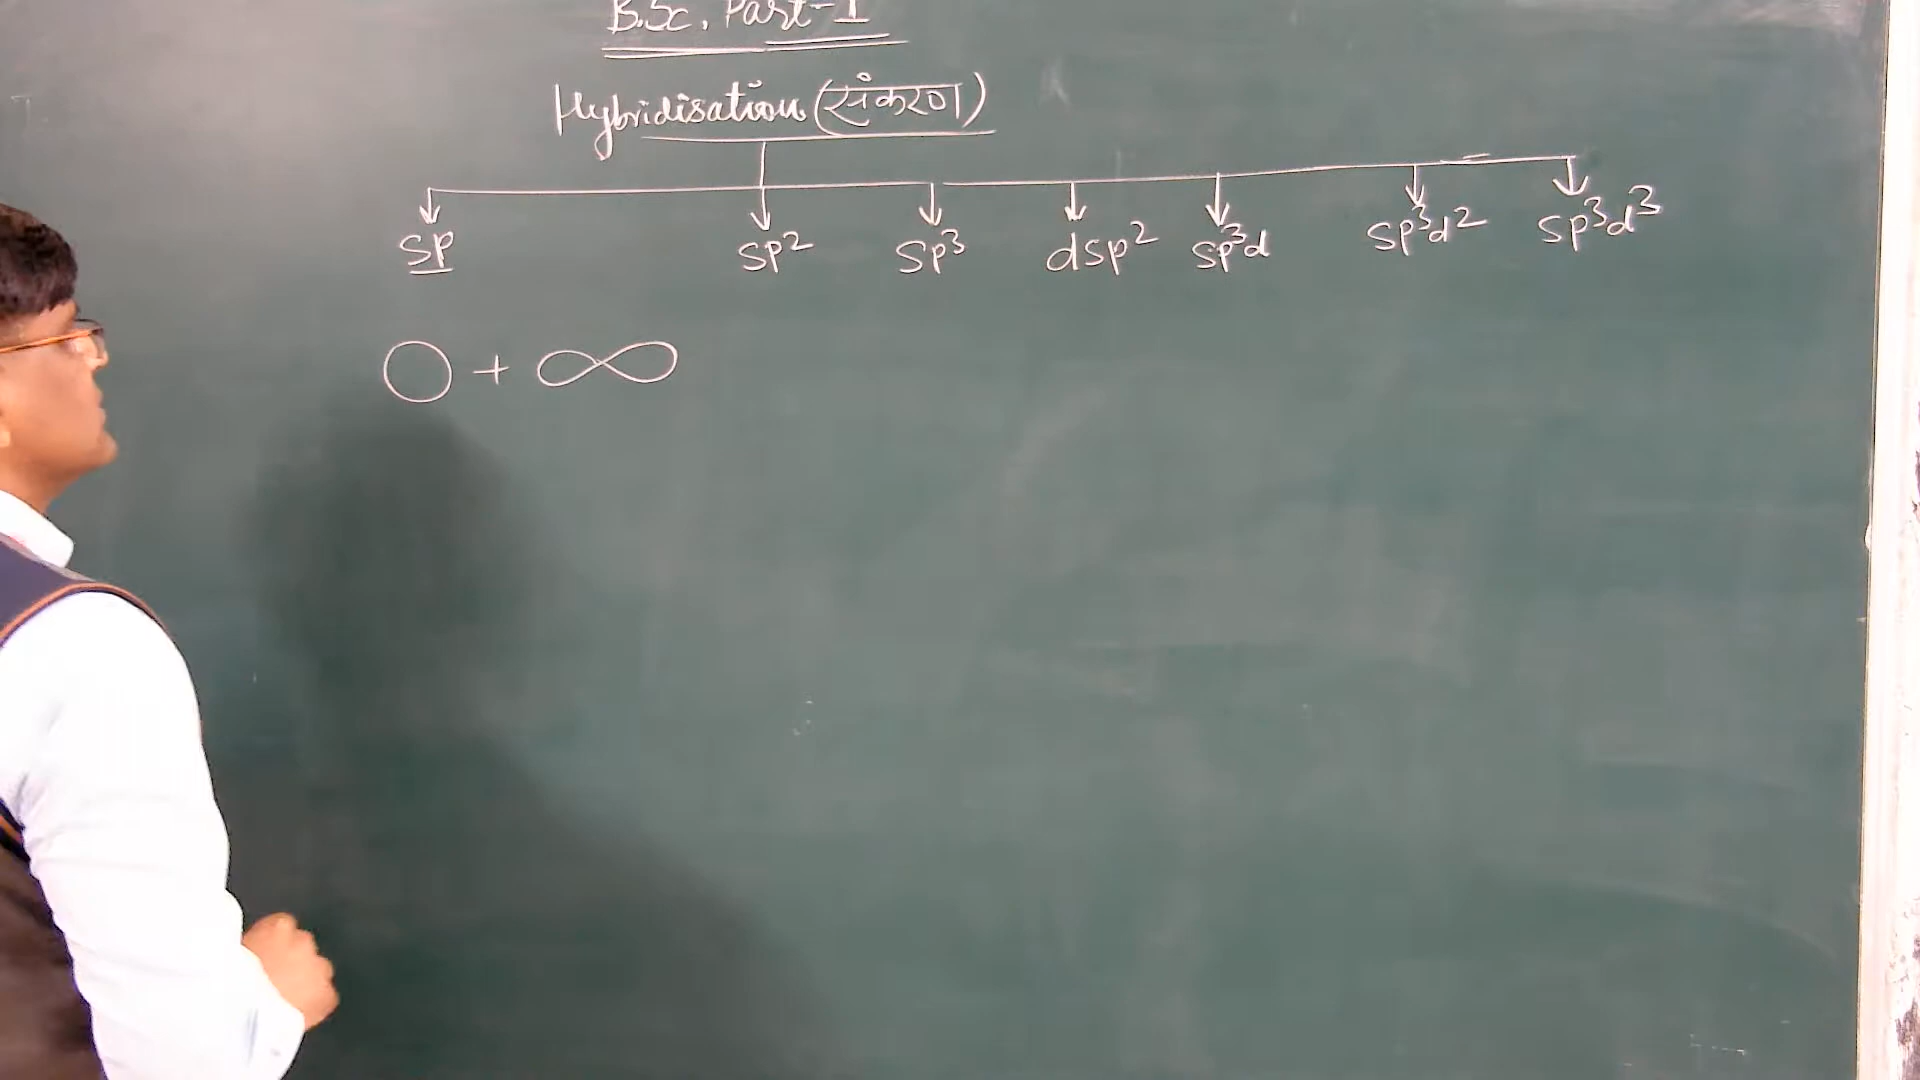 B.Sc. Part-I
Hybridisation (संकरण)
sp sp² sp³ dsp² sp³d sp³d² sp³d³
+